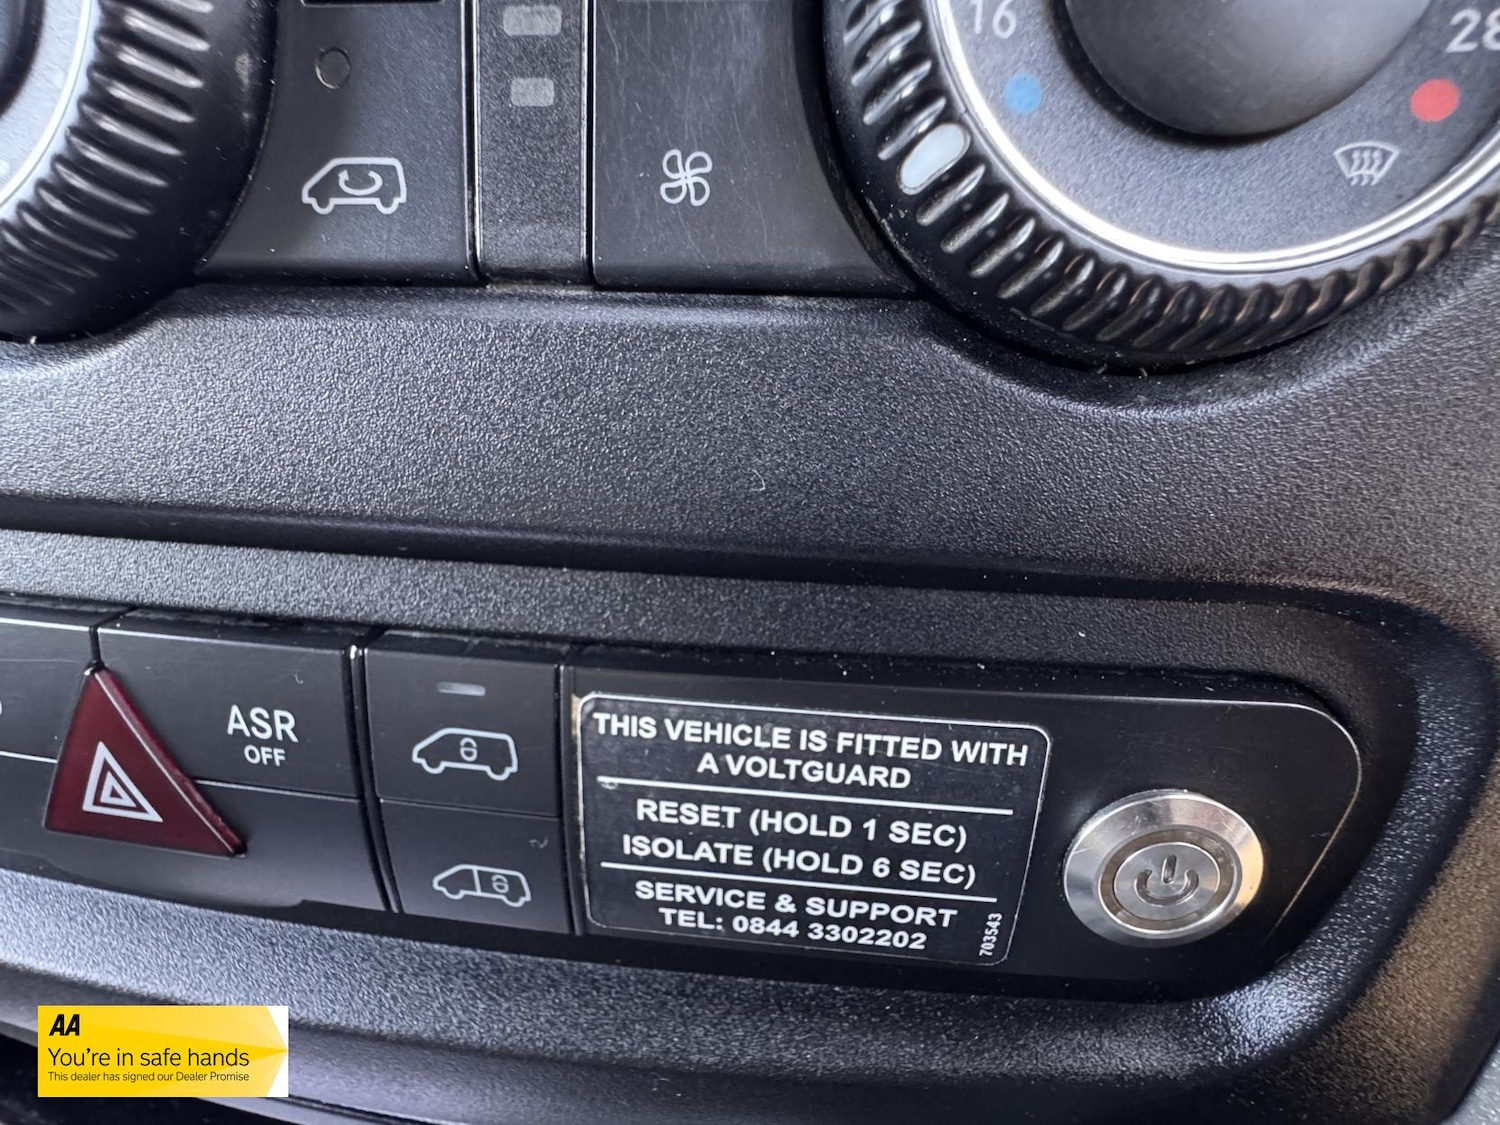 16
28
ASR
OFF
THIS VEHICLE IS FITTED WITH
A VOLTGUARD
RESET (HOLD 1 SEC)
ISOLATE (HOLD 6 SEC)
SERVICE & SUPPORT
TEL: 0844 3302202
703543
AA
You're in safe hands
This dealer has signed our Dealer Promise